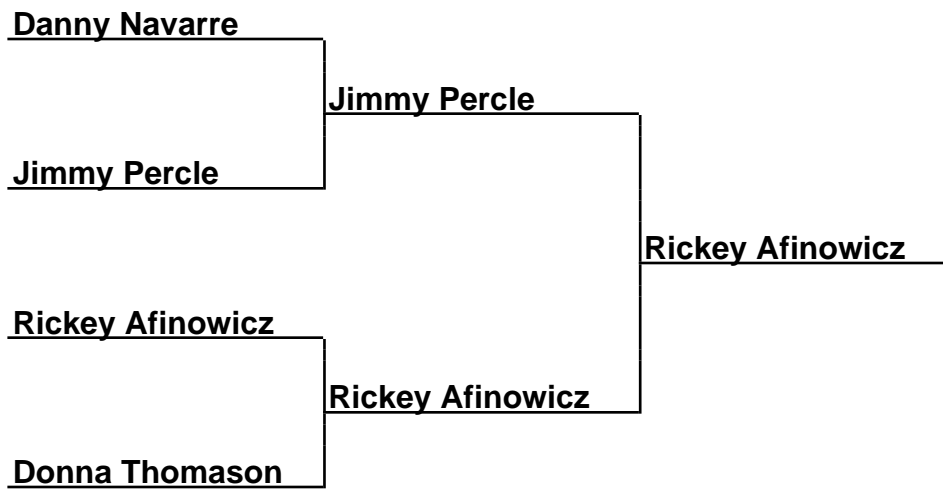 Danny Navarre
Jimmy Percle
Jimmy Percle
Rickey Afinowicz
Rickey Afinowicz
Rickey Afinowicz
Donna Thomason